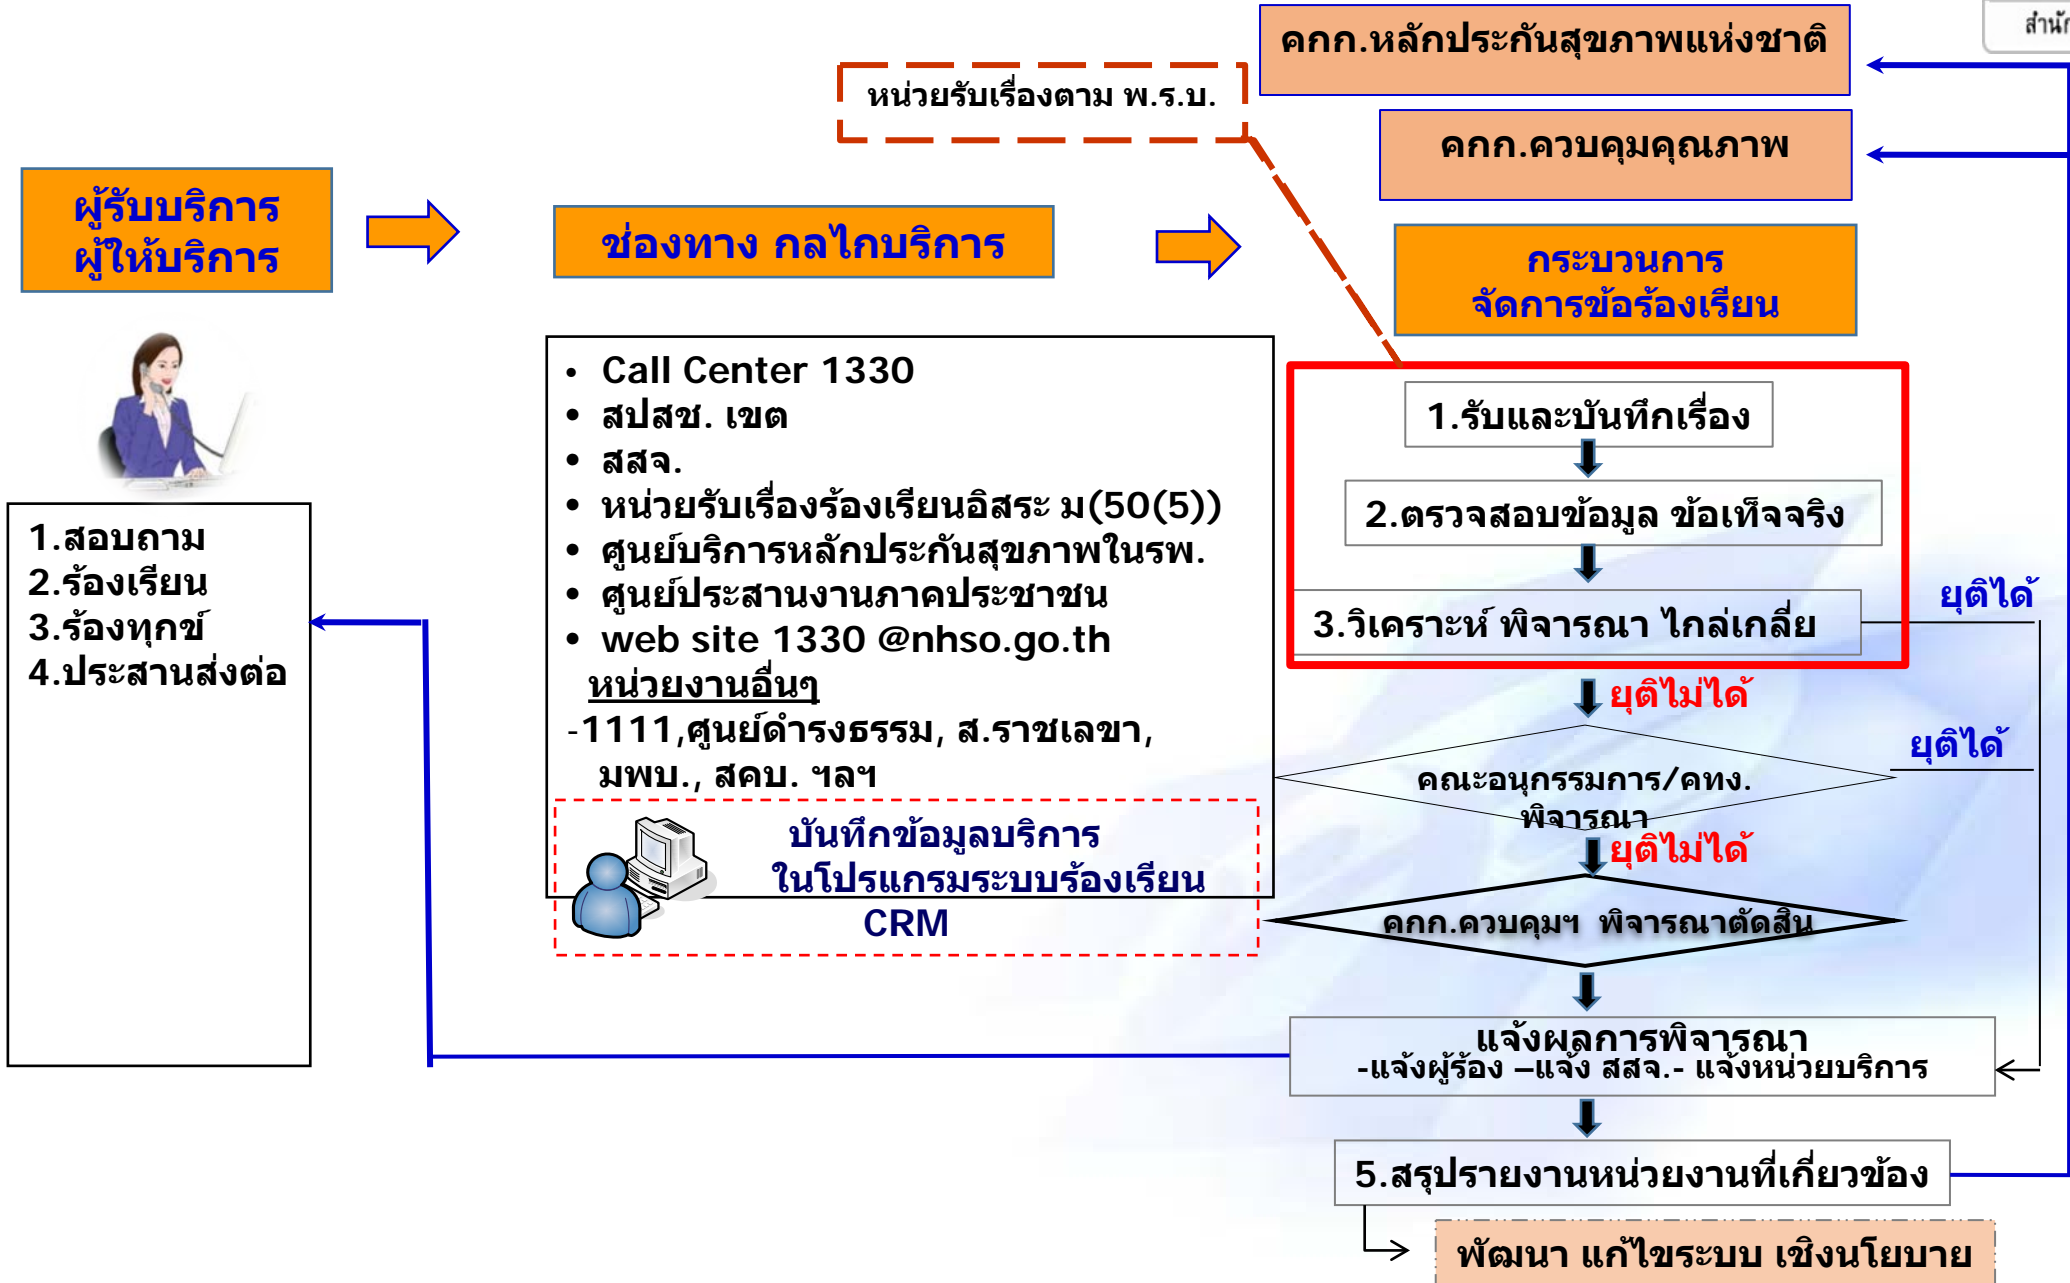 คกก.หลักประกันสุขภาพแห่งชาติ
หน่วยรับเรื่องตาม พ.ร.บ.
คกก.ควบคุมคุณภาพ
ผู้รับบริการ
ผู้ให้บริการ
ช่องทาง กลไกบริการ
กระบวนการ
จัดการข้อร้องเรียน
1.สอบถาม
2.ร้องเรียน
3.ร้องทุกข์
4.ประสานส่งต่อ
• Call Center 1330
• สปสช. เขต
• สสจ.
• หน่วยรับเรื่องร้องเรียนอิสระ ม(50(5))
• ศูนย์บริการหลักประกันสุขภาพในรพ.
• ศูนย์ประสานงานภาคประชาชน
• web site 1330 @nhso.go.th
หน่วยงานอื่นๆ
-1111,ศูนย์ดำรงธรรม, ส.ราชเลขา,
มพบ., สคบ. ฯลฯ
บันทึกข้อมูลบริการ
ในโปรแกรมระบบร้องเรียน
CRM
1.รับและบันทึกเรื่อง
2.ตรวจสอบข้อมูล ข้อเท็จจริง
3.วิเคราะห์ พิจารณา ไกล่เกลี่ย
ยุติได้
ยุติไม่ได้
ยุติได้
คณะอนุกรรมการ/คทง.
พิจารณา
ยุติไม่ได้
คกก.ควบคุมฯ พิจารณาตัดสิน
แจ้งผลการพิจารณา
-แจ้งผู้ร้อง –แจ้ง สสจ.- แจ้งหน่วยบริการ
5.สรุปรายงานหน่วยงานที่เกี่ยวข้อง
พัฒนา แก้ไขระบบ เชิงนโยบาย